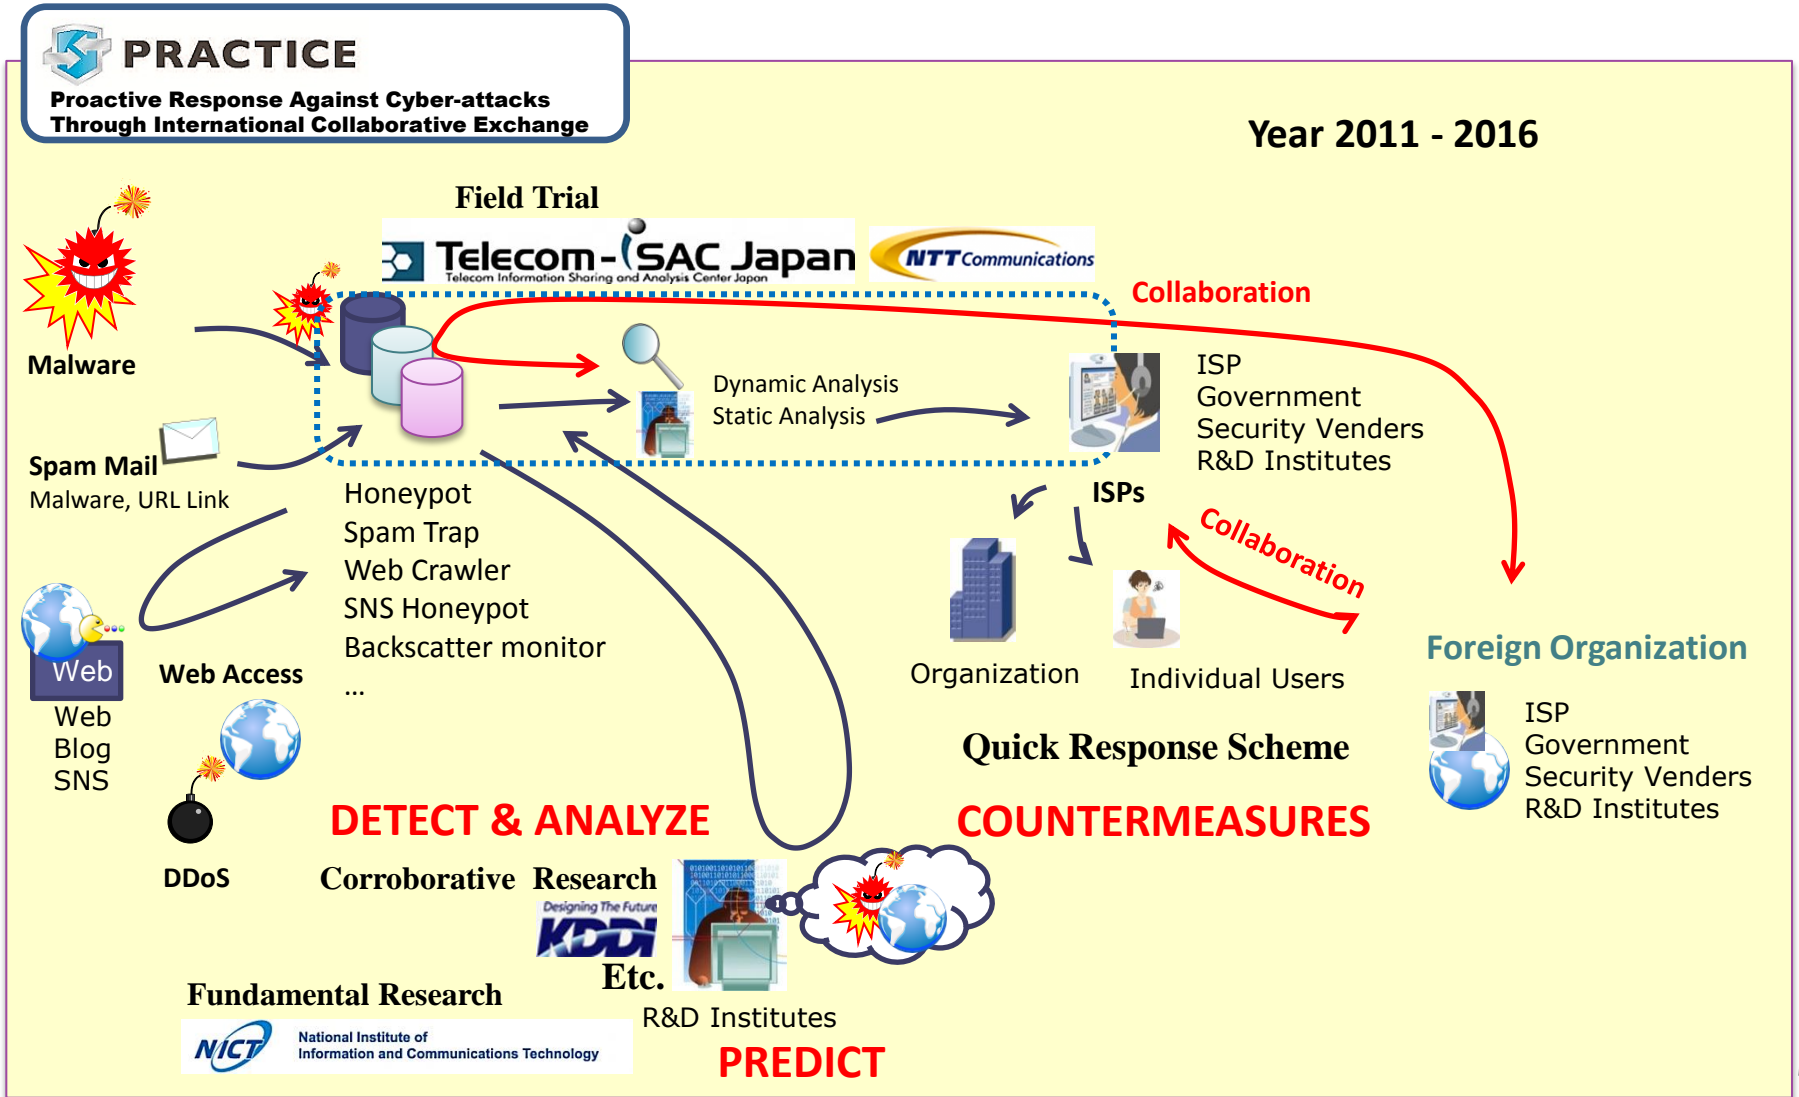 PRACTICE
Proactive Response Against Cyber-attacks
Through International Collaborative Exchange
Year 2011 - 2016
Field Trial
Telecom-iSAC Japan
Telecom Information Sharing and Analysis Center Japan
NTT Communications
Collaboration
Malware
Dynamic Analysis
Static Analysis
ISP
Government
Security Venders
R&D Institutes
Spam Mail
Malware, URL Link
ISPs
Honeypot
Spam Trap
Web Crawler
SNS Honeypot
Backscatter monitor
...
Collaboration
Web
Web Access
Web
Blog
SNS
Organization
Individual Users
Foreign Organization
ISP
Government
Security Venders
R&D Institutes
Quick Response Scheme
DETECT & ANALYZE
COUNTERMEASURES
DDoS
Corroborative Research
Designing The Future
KDDI
Etc.
Fundamental Research
R&D Institutes
NICT
National Institute of
Information and Communications Technology
PREDICT